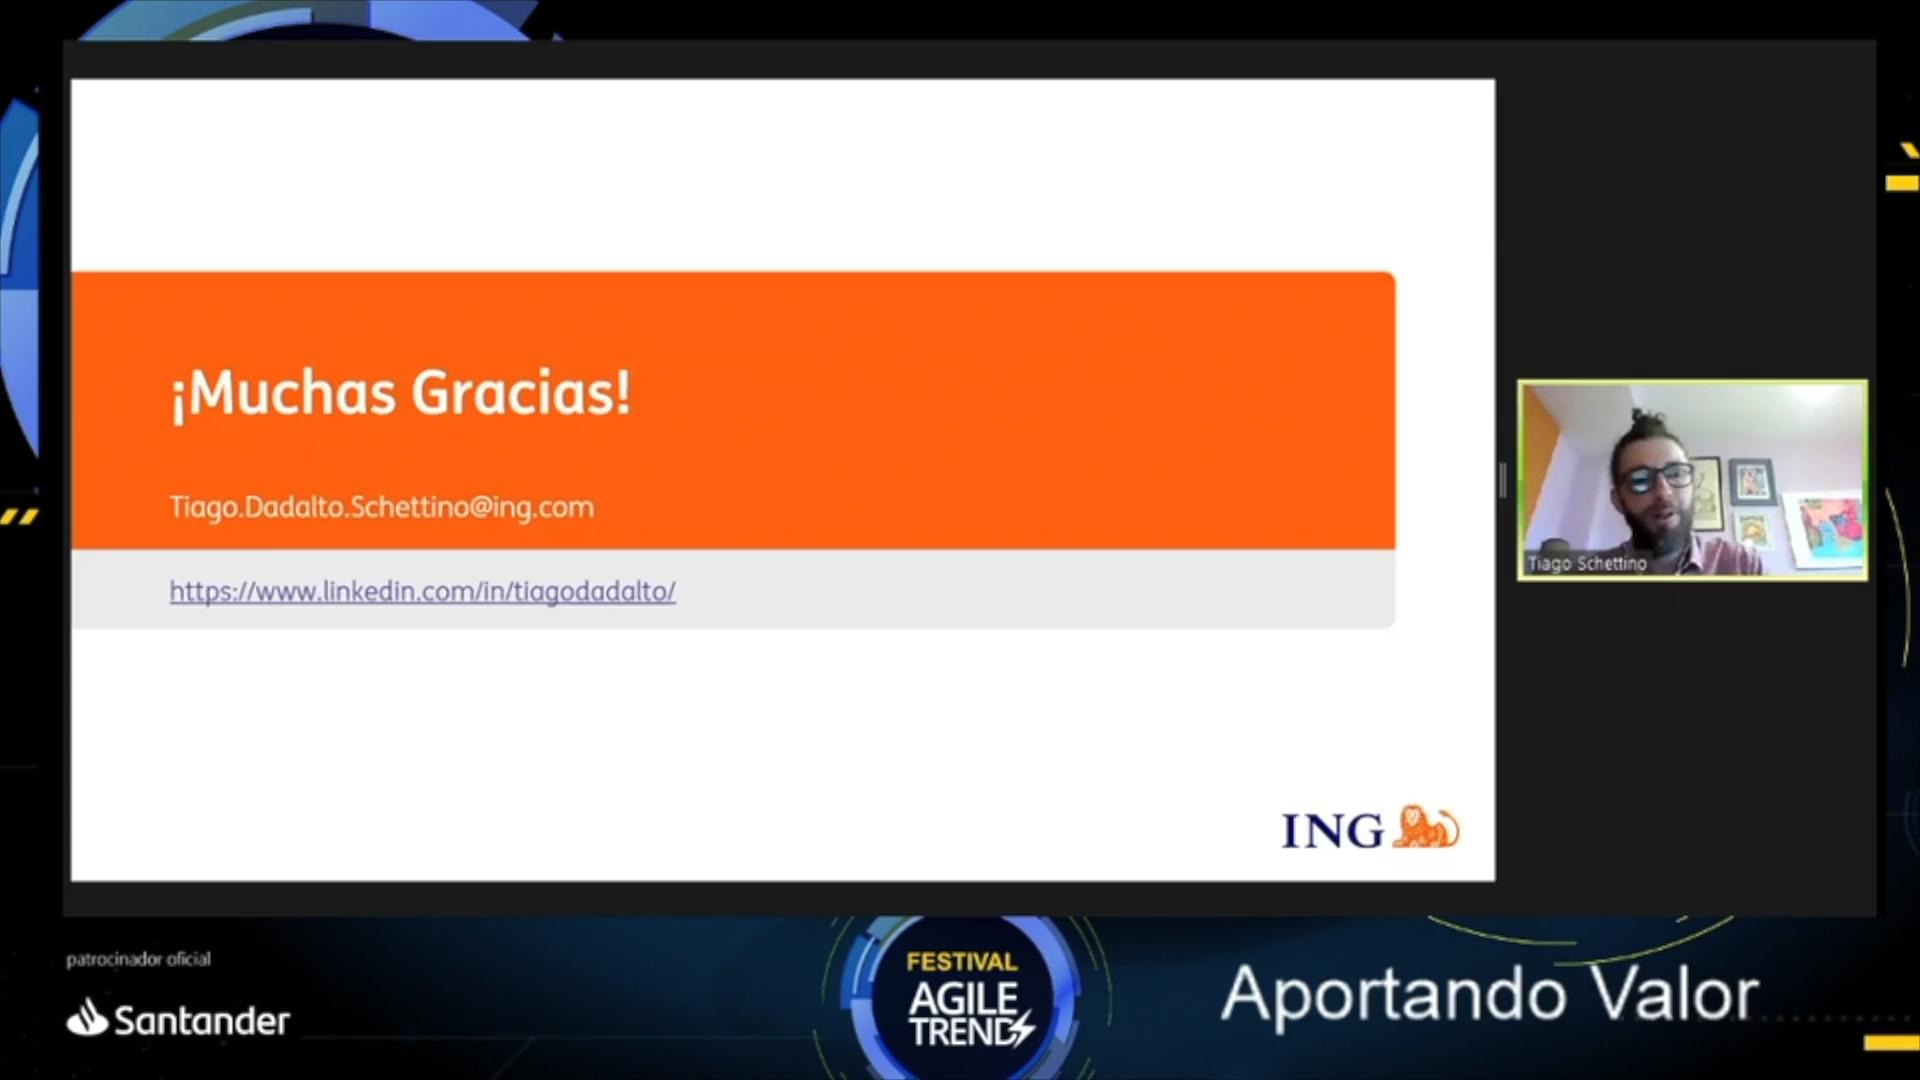 ¡Muchas Gracias!
Tiago.Dadalto.Schettino@ing.com
https://www.linkedin.com/in/tiagodadalto/
ING
Tiago Schettino
patrocinador oficial
Santander
FESTIVAL
AGILE
TRENDS
Aportando Valor